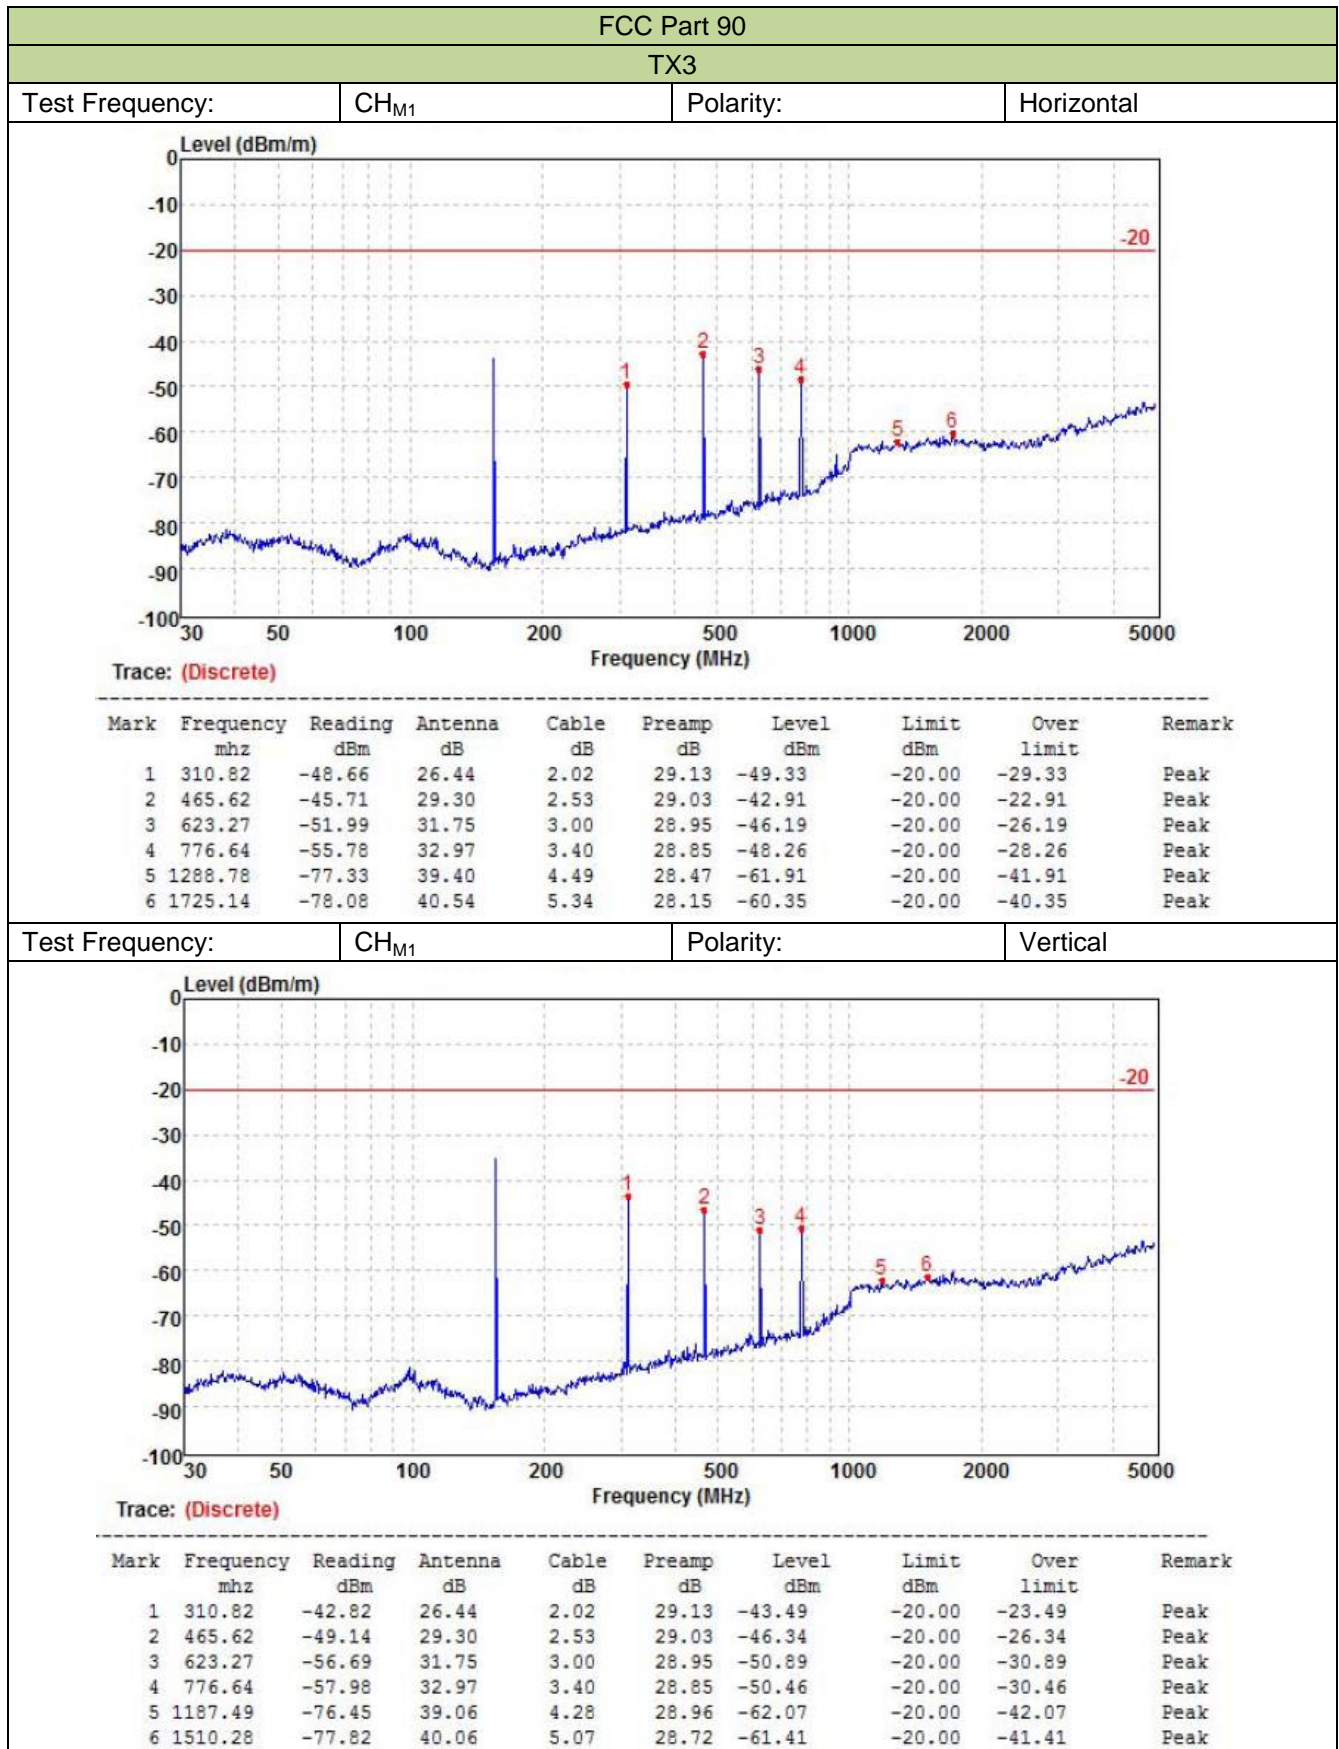 FCC Part 90
TX3
Test Frequency: CHM1 Polarity: Horizontal
Level (dBm/m)
0
-10
-20
-20
-30
-40
-50
-60
-70
-80
-90
-100
1 2 3 4 5 6
30 50 100 200 500 1000 2000 5000
Frequency (MHz)
Trace: (Discrete)
Mark Frequency Reading Antenna Cable Preamp Level Limit Over Remark
mhz dBm dB dB dB dBm dBm limit
1 310.82 -48.66 26.44 2.02 29.13 -49.33 -20.00 -29.33 Peak
2 465.62 -45.71 29.30 2.53 29.03 -42.91 -20.00 -22.91 Peak
3 623.27 -51.99 31.75 3.00 28.95 -46.19 -20.00 -26.19 Peak
4 776.64 -55.78 32.97 3.40 28.85 -48.26 -20.00 -28.26 Peak
5 1288.78 -77.33 39.40 4.49 28.47 -61.91 -20.00 -41.91 Peak
6 1725.14 -78.08 40.54 5.34 28.15 -60.35 -20.00 -40.35 Peak
Test Frequency: CHM1 Polarity: Vertical
Level (dBm/m)
0
-10
-20
-20
-30
-40
-50
-60
-70
-80
-90
-100
1 2 3 4 5 6
30 50 100 200 500 1000 2000 5000
Frequency (MHz)
Trace: (Discrete)
Mark Frequency Reading Antenna Cable Preamp Level Limit Over Remark
mhz dBm dB dB dB dBm dBm limit
1 310.82 -42.82 26.44 2.02 29.13 -43.49 -20.00 -23.49 Peak
2 465.62 -49.14 29.30 2.53 29.03 -46.34 -20.00 -26.34 Peak
3 623.27 -56.69 31.75 3.00 28.95 -50.89 -20.00 -30.89 Peak
4 776.64 -57.98 32.97 3.40 28.85 -50.46 -20.00 -30.46 Peak
5 1187.49 -76.45 39.06 4.28 28.96 -62.07 -20.00 -42.07 Peak
6 1510.28 -77.82 40.06 5.07 28.72 -61.41 -20.00 -41.41 Peak